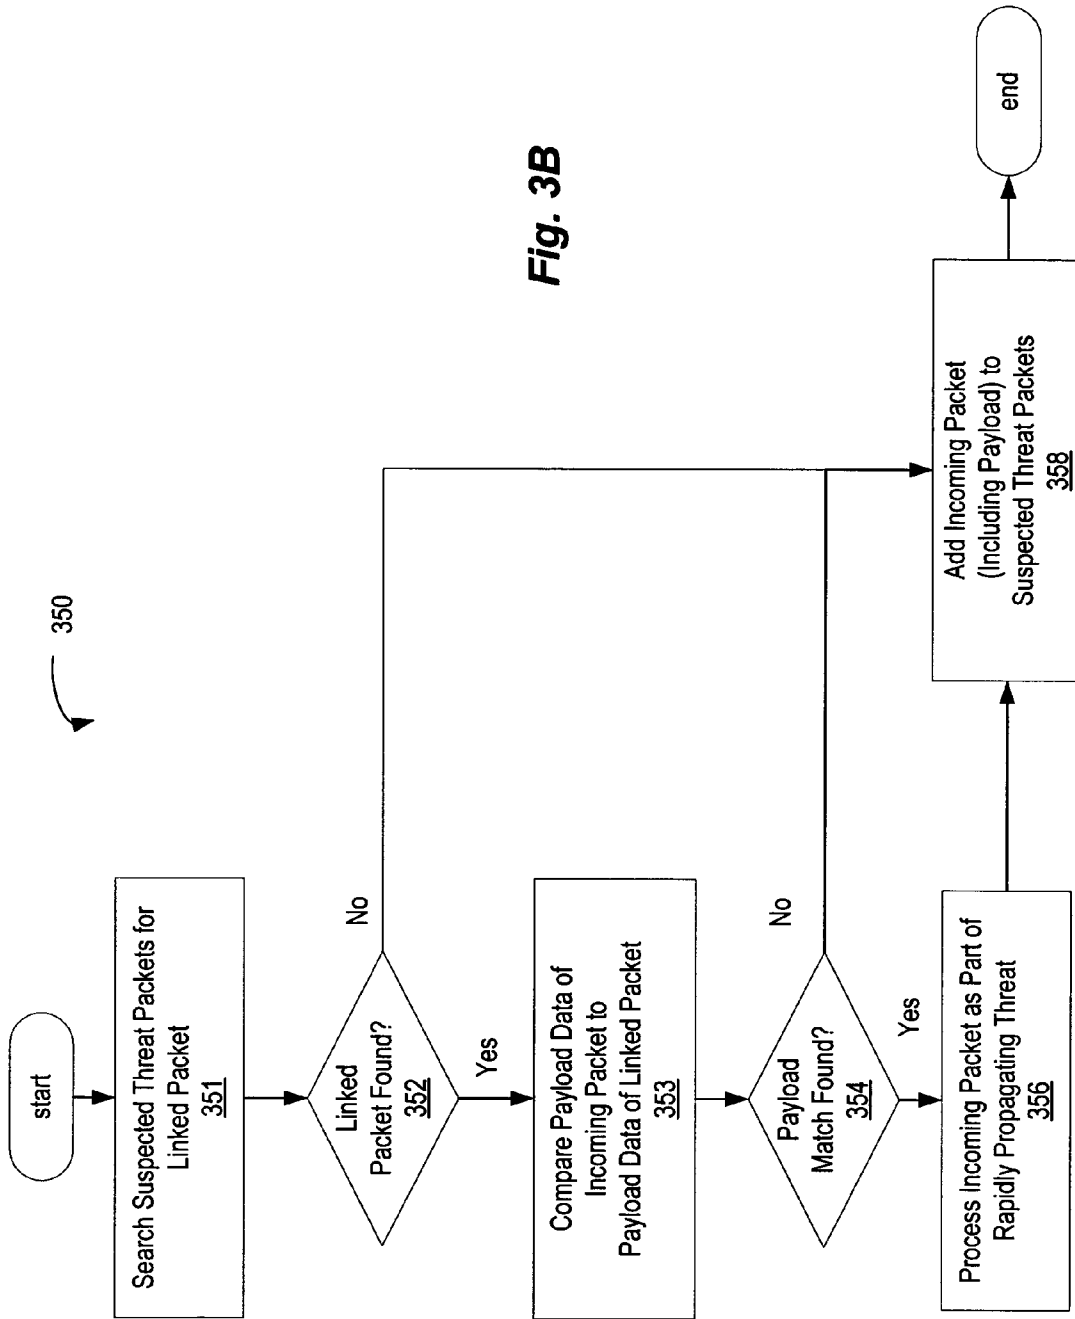 350
start
Search Suspected Threat Packets for
Linked Packet
351
Linked
Packet Found?
352
No
Yes
Compare Payload Data of
Incoming Packet to
Payload Data of Linked Packet
353
Payload
Match Found?
354
No
Yes
Process Incoming Packet as Part of
Rapidly Propagating Threat
356
Add Incoming Packet
(Including Payload) to
Suspected Threat Packets
358
end
Fig. 3B